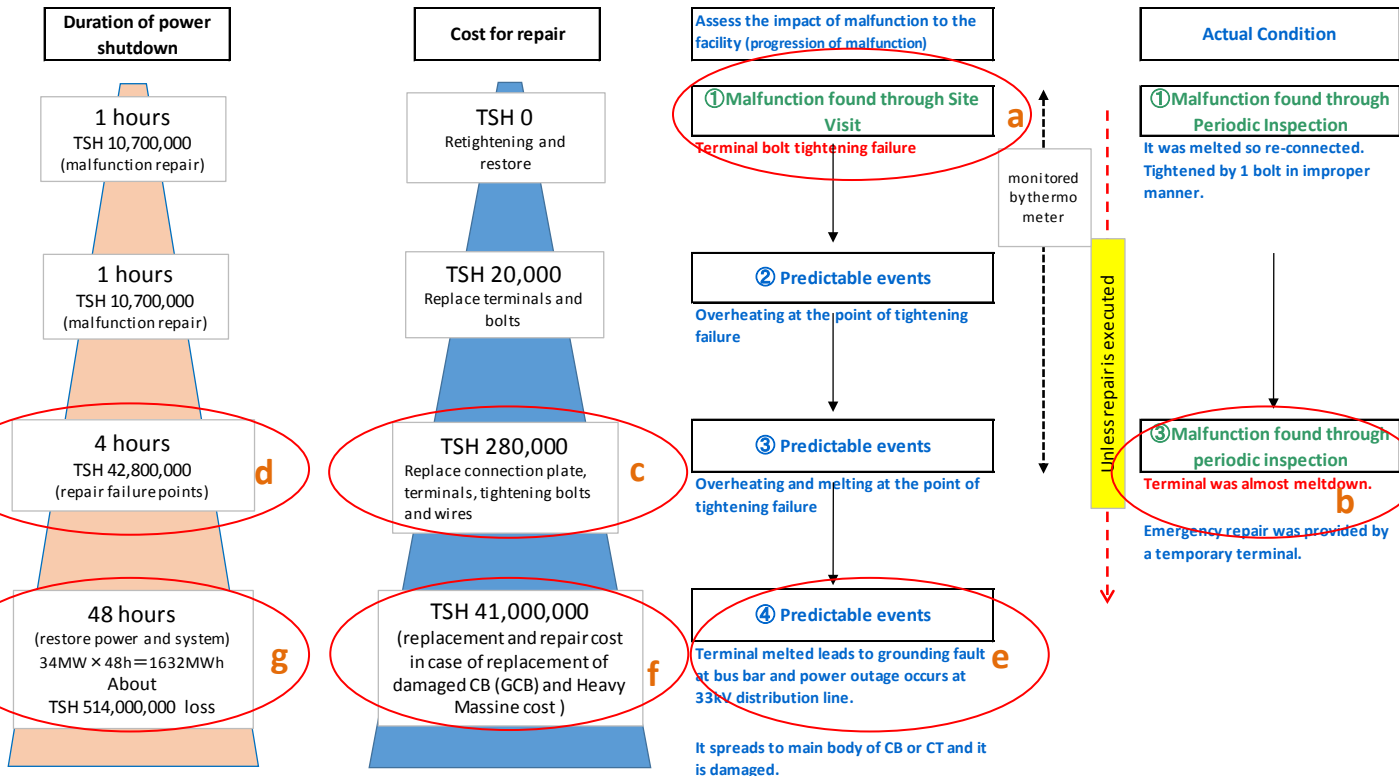 Duration of power
shutdown
Cost for repair
Assess the impact of malfunction to the
facility (progression of malfunction)
Actual Condition
1 hours
TSH 10,700,000
(malfunction repair)
TSH 0
Retightening and
restore
①Malfunction found through Site
Visit
a
Terminal bolt tightening failure
monitored
by thermo
meter
①Malfunction found through
Periodic Inspection
It was melted so re-connected.
Tightened by 1 bolt in improper
manner.
1 hours
TSH 10,700,000
(malfunction repair)
TSH 20,000
Replace terminals and
bolts
② Predictable events
Overheating at the point of tightening
failure
Unless repair is executed
4 hours
TSH 42,800,000
(repair failure points)
d
TSH 280,000
Replace connection plate,
terminals, tightening bolts
and wires
c
③ Predictable events
Overheating and melting at the point of
tightening failure
③Malfunction found through
periodic inspection
Terminal was almost meltdown.
b
Emergency repair was provided by
a temporary terminal.
48 hours
(restore power and system)
34MW × 48h＝1632MWh
About
TSH 514,000,000 loss
g
TSH 41,000,000
(replacement and repair cost
in case of replacement of
damaged CB (GCB) and Heavy
Massine cost )
f
④ Predictable events
e
Terminal melted leads to grounding fault
at bus bar and power outage occurs at
33kV distribution line.
It spreads to main body of CB or CT and it
is damaged.